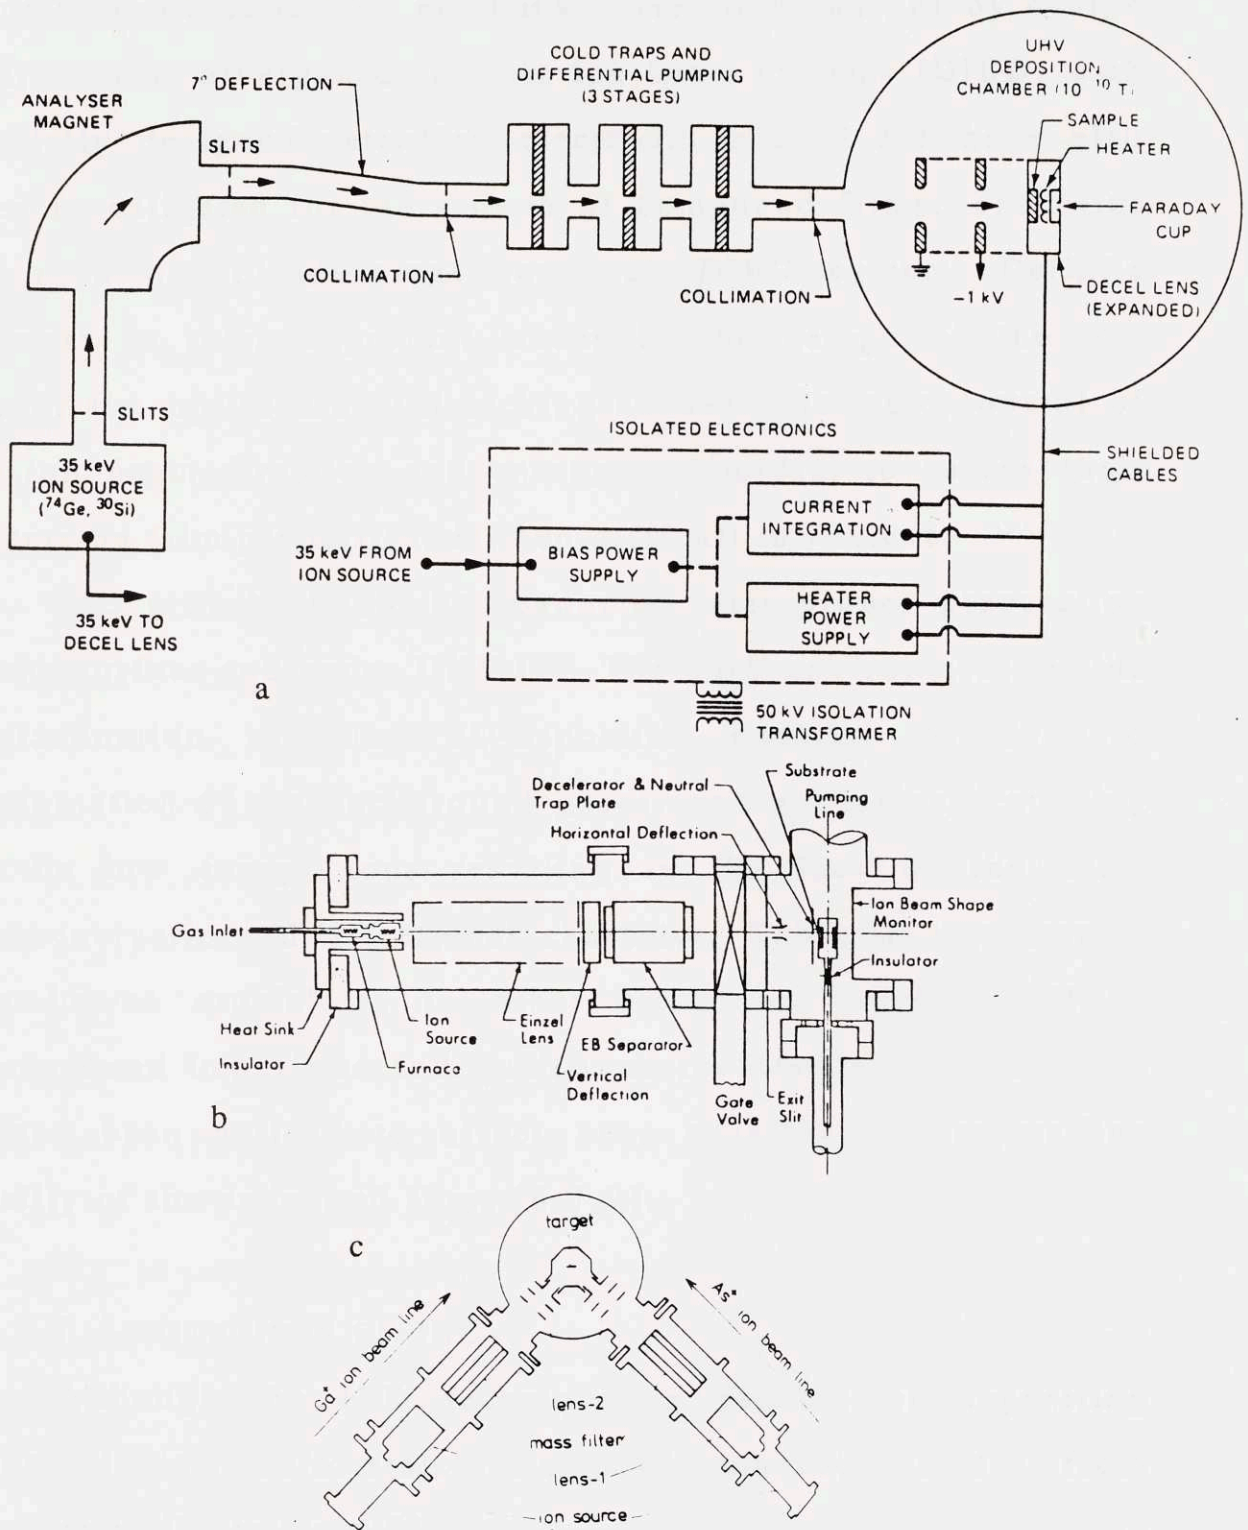 COLD TRAPS AND
DIFFERENTIAL PUMPING
(3 STAGES)
UHV
DEPOSITION
CHAMBER (10⁻¹⁰ T)
7° DEFLECTION
ANALYSER
MAGNET
SLITS
SAMPLE
HEATER
FARADAY
CUP
COLLIMATION
COLLIMATION
-1 kV
DECEL LENS
(EXPANDED)
SLITS
35 keV
ION SOURCE
(⁷⁴Ge, ³⁰Si)
35 keV TO
DECEL LENS
ISOLATED ELECTRONICS
SHIELDED
CABLES
CURRENT
INTEGRATION
35 keV FROM
ION SOURCE
BIAS POWER
SUPPLY
HEATER
POWER
SUPPLY
a
50 kV ISOLATION
TRANSFORMER
Decelerator & Neutral
Trap Plate
Substrate
Pumping
Line
Horizontal Deflection
Gas Inlet
Ion Beam Shape
Monitor
Insulator
Heat Sink
Insulator
Furnace
Ion
Source
Einzel
Lens
Vertical
Deflection
EB Separator
Gate
Valve
Exit
Slit
b
c
target
Ga⁺ ion beam line
As⁺ ion beam line
lens-2
mass filter
lens-1
ion source